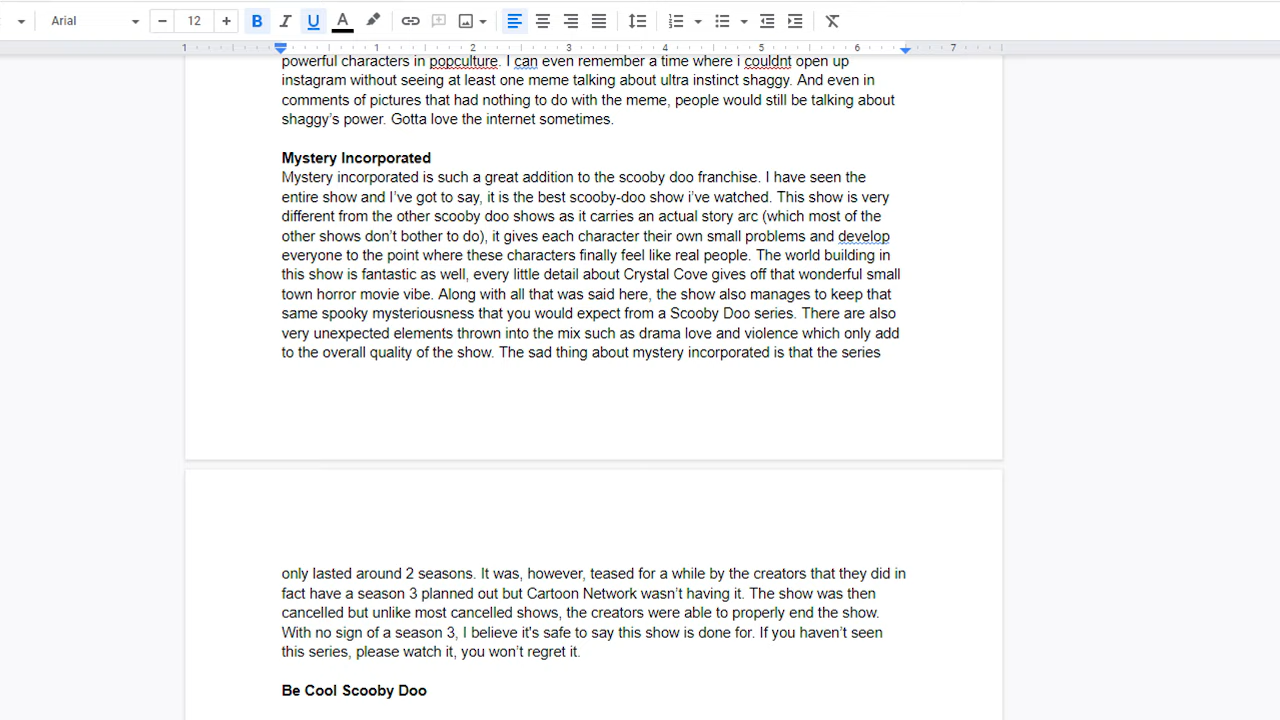 Arial
12
B I U A
1 1 2 3 4 5 6 7
powerful characters in popculture. I can even remember a time where i couldnt open up
instagram without seeing at least one meme talking about ultra instinct shaggy. And even in
comments of pictures that had nothing to do with the meme, people would still be talking about
shaggy’s power. Gotta love the internet sometimes.
Mystery Incorporated
Mystery incorporated is such a great addition to the scooby doo franchise. I have seen the
entire show and I’ve got to say, it is the best scooby-doo show i’ve watched. This show is very
different from the other scooby doo shows as it carries an actual story arc (which most of the
other shows don’t bother to do), it gives each character their own small problems and develop
everyone to the point where these characters finally feel like real people. The world building in
this show is fantastic as well, every little detail about Crystal Cove gives off that wonderful small
town horror movie vibe. Along with all that was said here, the show also manages to keep that
same spooky mysteriousness that you would expect from a Scooby Doo series. There are also
very unexpected elements thrown into the mix such as drama love and violence which only add
to the overall quality of the show. The sad thing about mystery incorporated is that the series
only lasted around 2 seasons. It was, however, teased for a while by the creators that they did in
fact have a season 3 planned out but Cartoon Network wasn’t having it. The show was then
cancelled but unlike most cancelled shows, the creators were able to properly end the show.
With no sign of a season 3, I believe it's safe to say this show is done for. If you haven’t seen
this series, please watch it, you won’t regret it.
Be Cool Scooby Doo